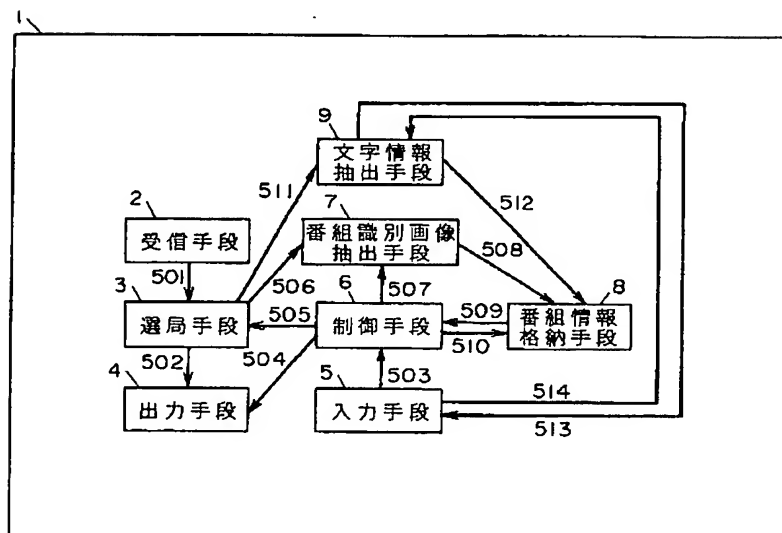 1
9
文字情報
抽出手段
511
512
2
受信手段
7
番組識別画像
抽出手段
508
501
506
507
3
選局手段
505
6
制御手段
509
510
8
番組情報
格納手段
502
504
503
4
出力手段
5
入力手段
514
513